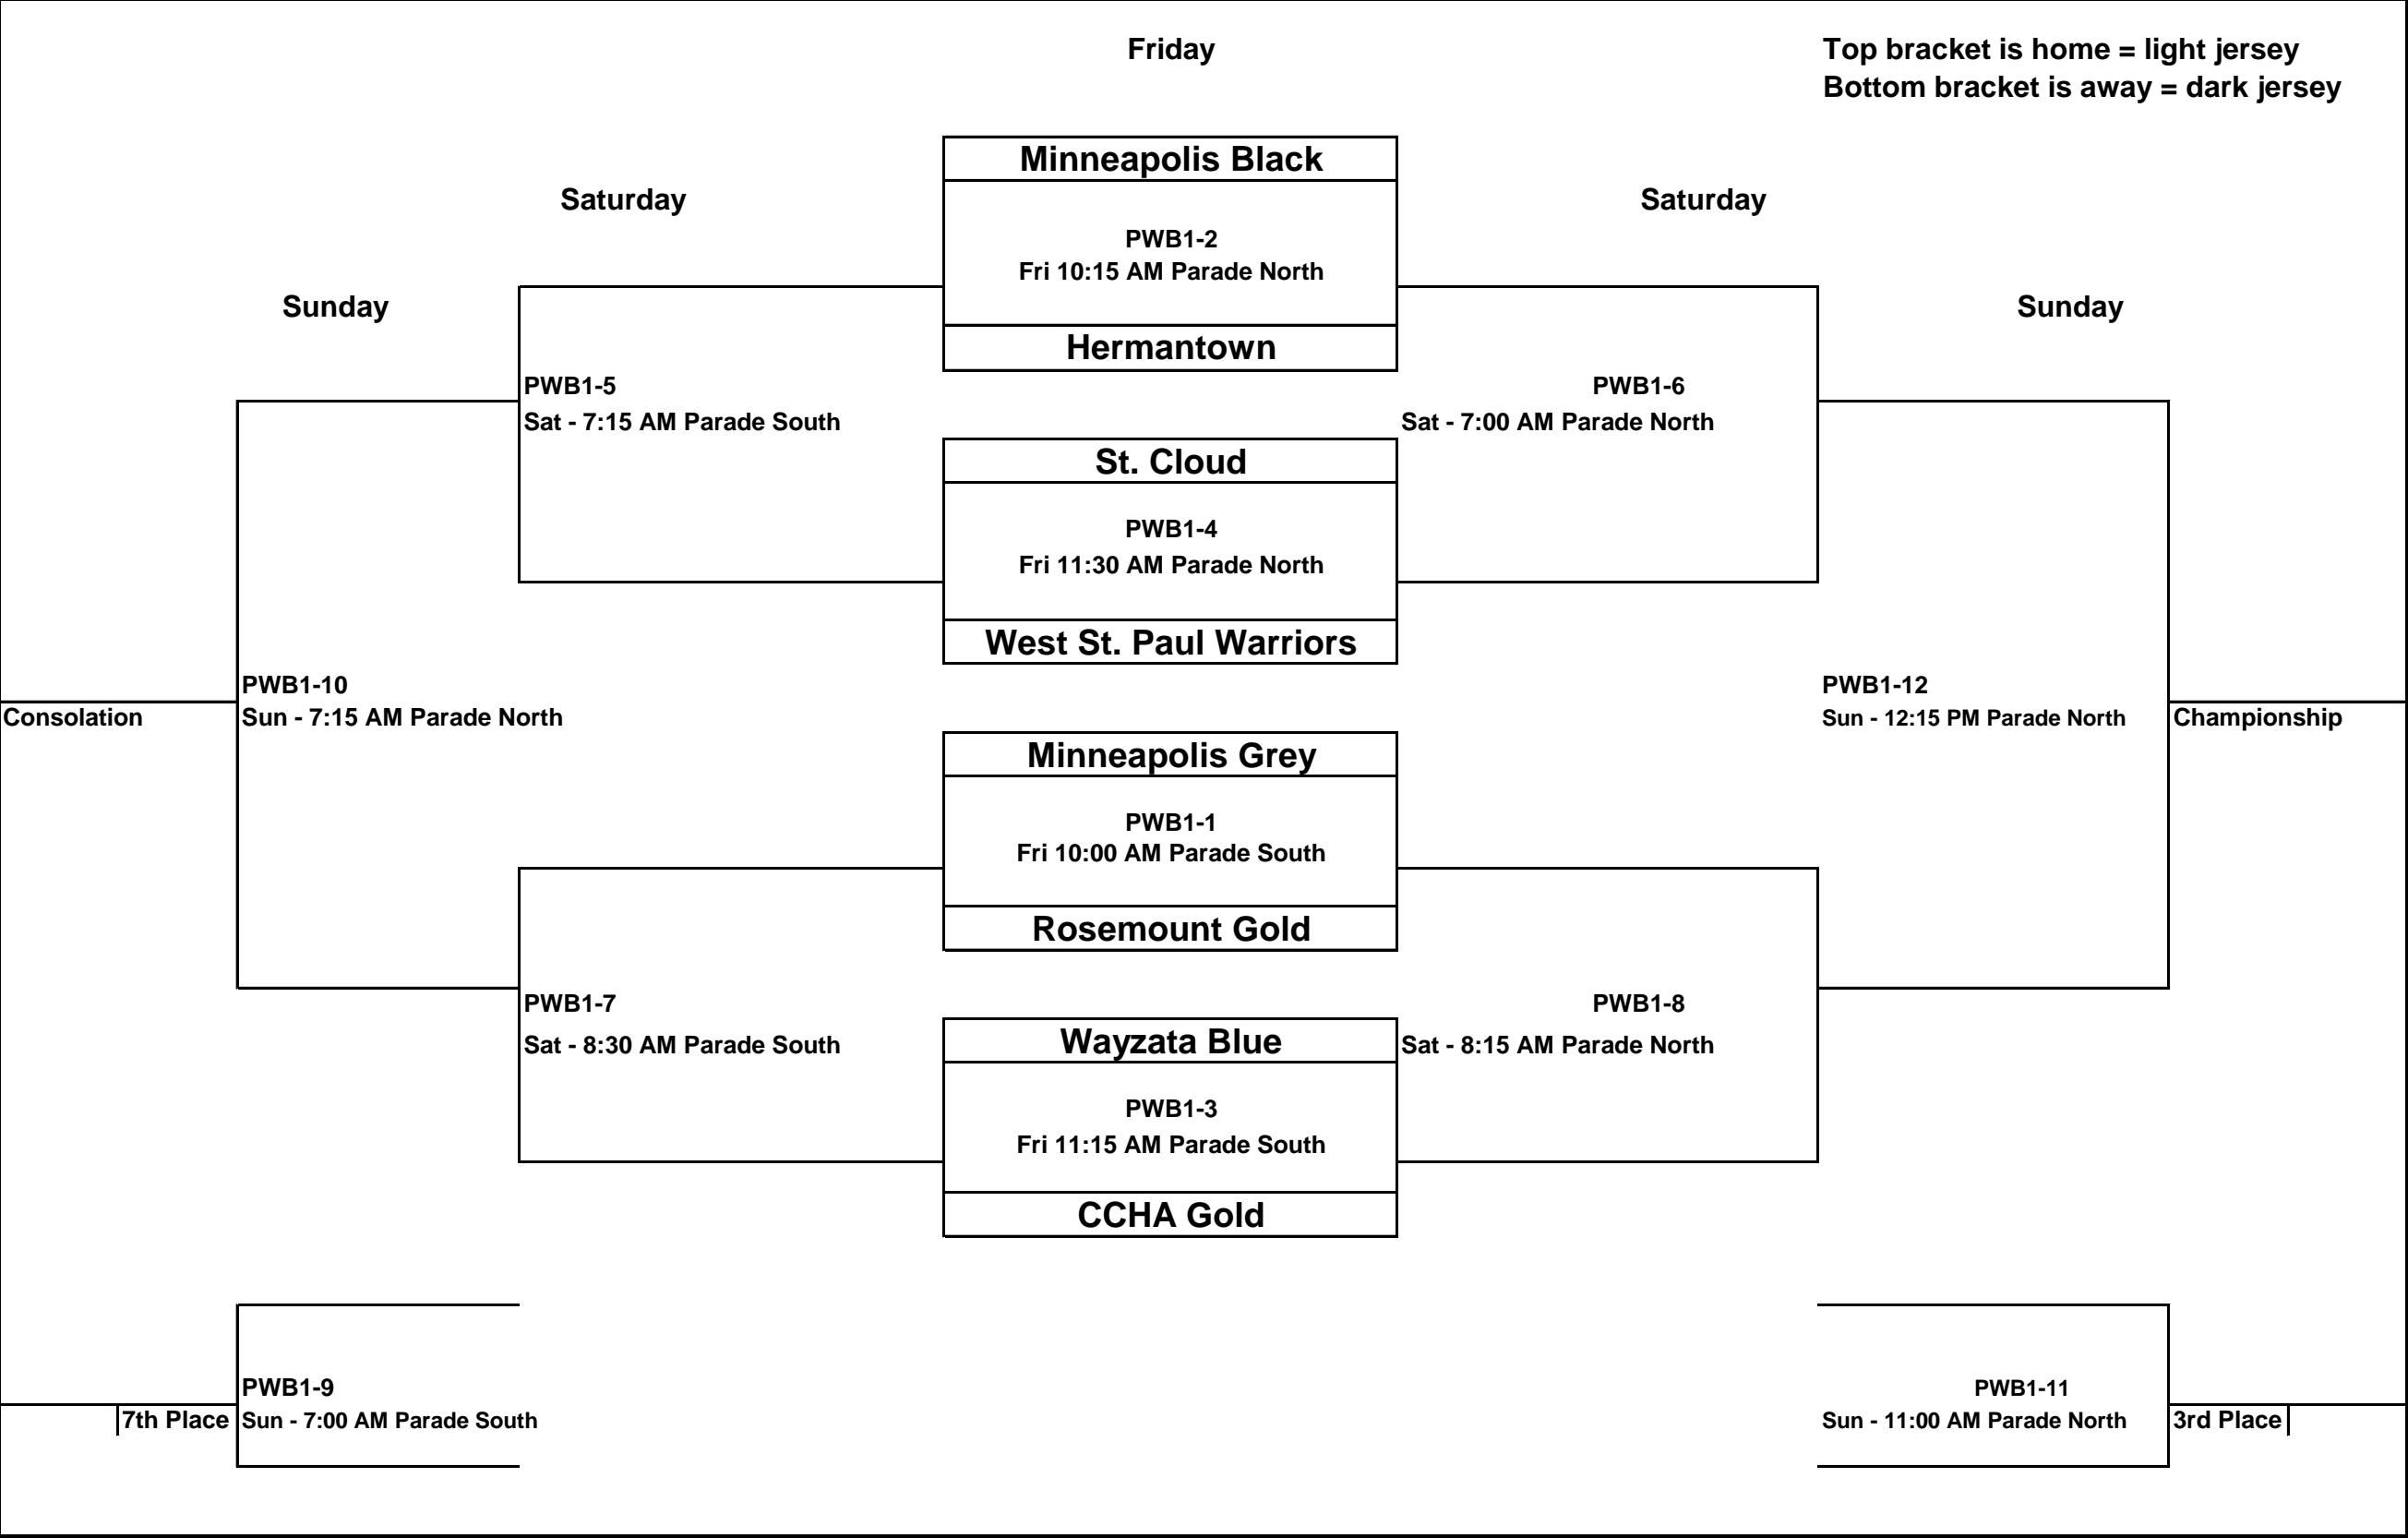 Friday
Top bracket is home = light jersey
Bottom bracket is away = dark jersey
Minneapolis Black
Saturday
Saturday
PWB1-2
Fri 10:15 AM Parade North
Sunday
Sunday
Hermantown
PWB1-5
PWB1-6
Sat - 7:15 AM Parade South
Sat - 7:00 AM Parade North
St. Cloud
PWB1-4
Fri 11:30 AM Parade North
West St. Paul Warriors
PWB1-10
PWB1-12
Consolation
Sun - 7:15 AM Parade North
Sun - 12:15 PM Parade North
Championship
Minneapolis Grey
PWB1-1
Fri 10:00 AM Parade South
Rosemount Gold
PWB1-7
PWB1-8
Sat - 8:30 AM Parade South
Wayzata Blue
Sat - 8:15 AM Parade North
PWB1-3
Fri 11:15 AM Parade South
CCHA Gold
PWB1-9
PWB1-11
7th Place
Sun - 7:00 AM Parade South
Sun - 11:00 AM Parade North
3rd Place